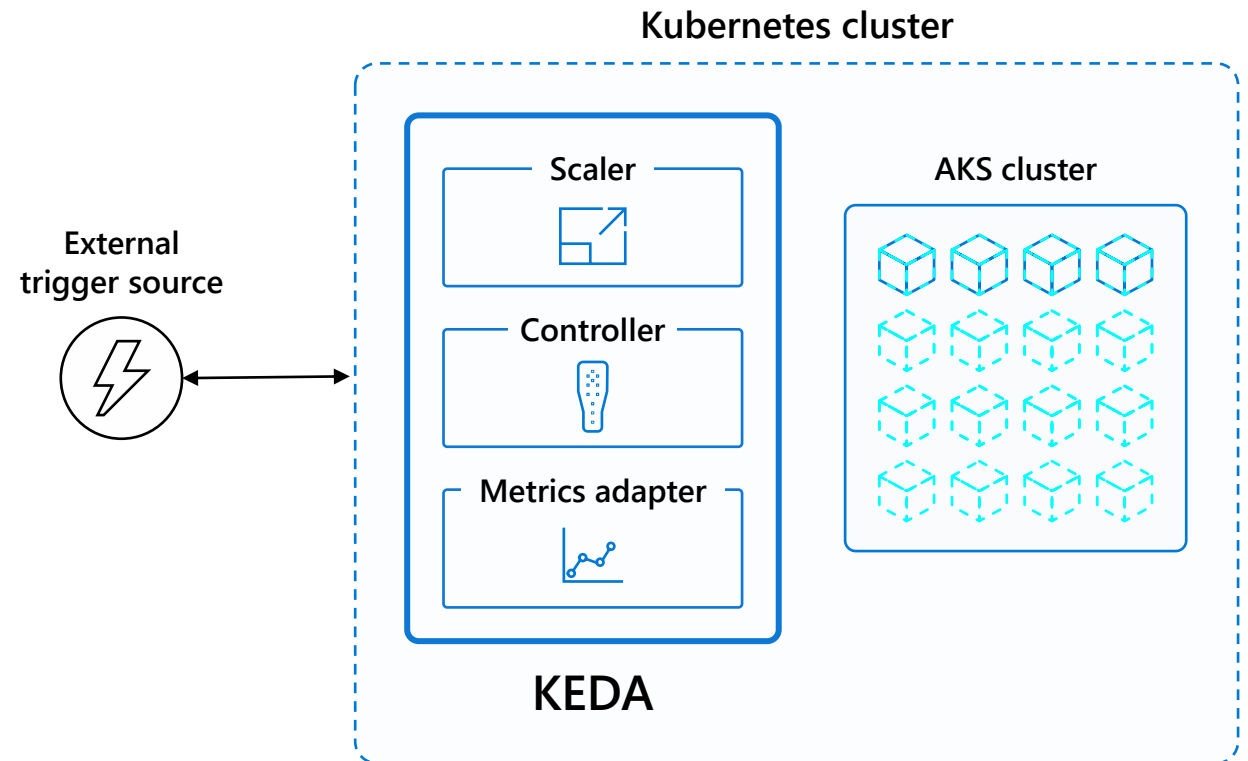 Kubernetes cluster
External
trigger source
Scaler
Controller
Metrics adapter
KEDA
AKS cluster